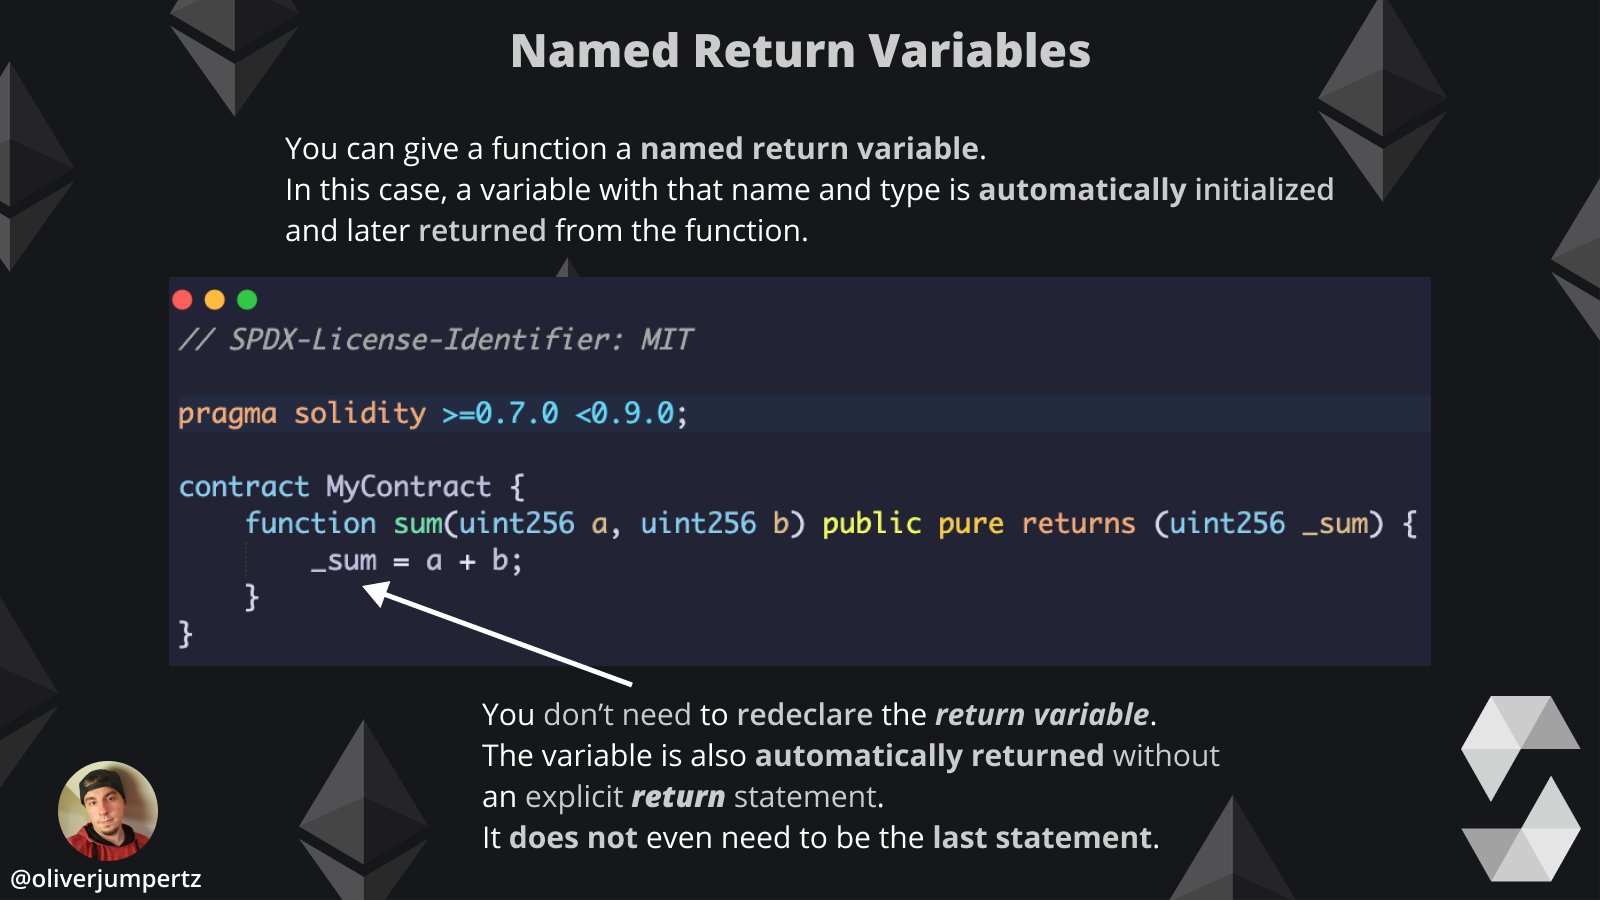 Named Return Variables
You can give a function a named return variable.
In this case, a variable with that name and type is automatically initialized
and later returned from the function.
// SPDX-License-Identifier: MIT
pragma solidity >=0.7.0 <0.9.0;
contract MyContract {
function sum(uint256 a, uint256 b) public pure returns (uint256 _sum) {
_sum = a + b;
}
}
You don't need to redeclare the return variable.
The variable is also automatically returned without
an explicit return statement.
It does not even need to be the last statement.
@oliverjumpertz